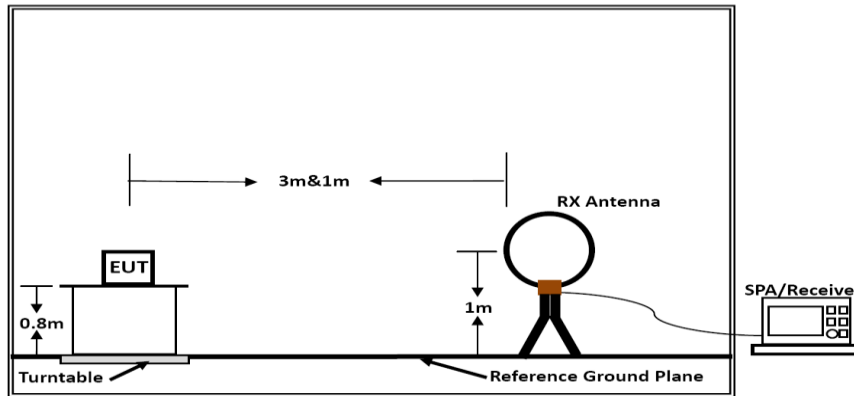 3m&1m
RX Antenna
EUT
SPA/Receive
0.8m
1m
Turntable
Reference Ground Plane